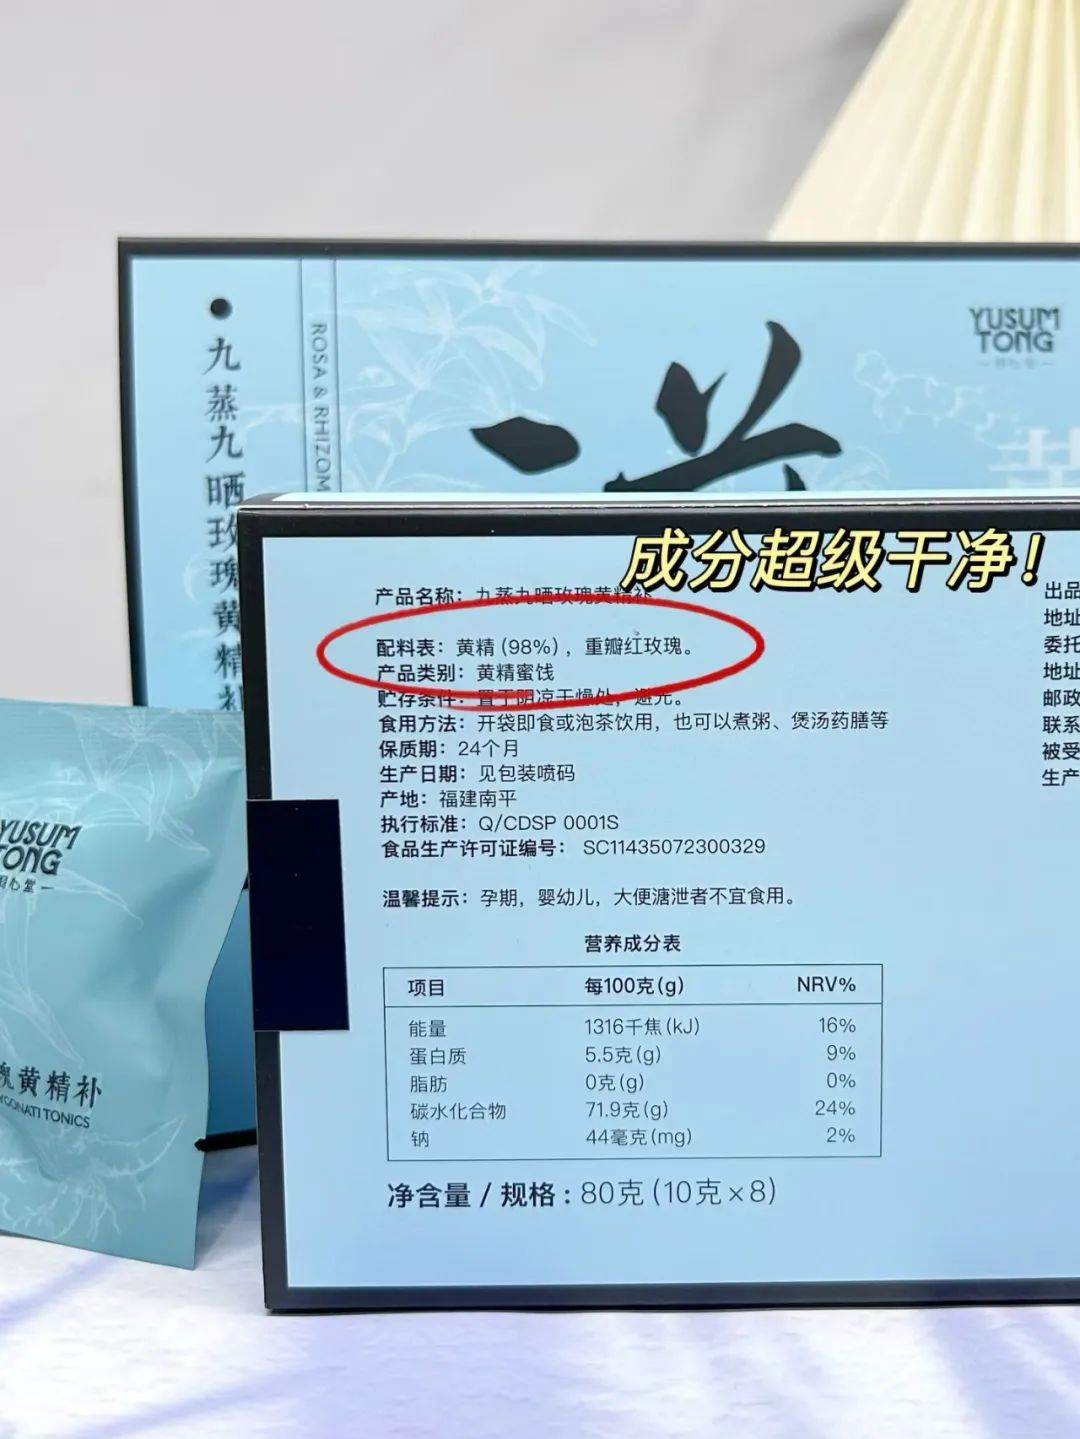 九蒸九晒玫瑰黄精补
ROSA & RHIZOM
YUSUM
TONG
成分超级干净！
产品名称：九蒸九晒玫瑰黄精补
配料表：黄精(98%)，重瓣红玫瑰。
产品类别：黄精蜜饯
贮存条件：置于阴凉干燥处，避光。
食用方法：开袋即食或泡茶饮用，也可以煮粥、煲汤药膳等
保质期：24个月
生产日期：见包装喷码
产地：福建南平
执行标准：Q/CDSP 0001S
食品生产许可证编号： SC11435072300329
温馨提示：孕期，婴幼儿，大便溏泄者不宜食用。
营养成分表
项目 每100克(g) NRV%
能量 1316千焦(kJ) 16%
蛋白质 5.5克(g) 9%
脂肪 0克(g) 0%
碳水化合物 71.9克(g) 24%
钠 44毫克(mg) 2%
净含量 / 规格：80克(10克×8)
出品
地址
委托
地址
邮政
联系
被受
生产
YUSUM
TONG
瑰黄精补
GONATI TONICS